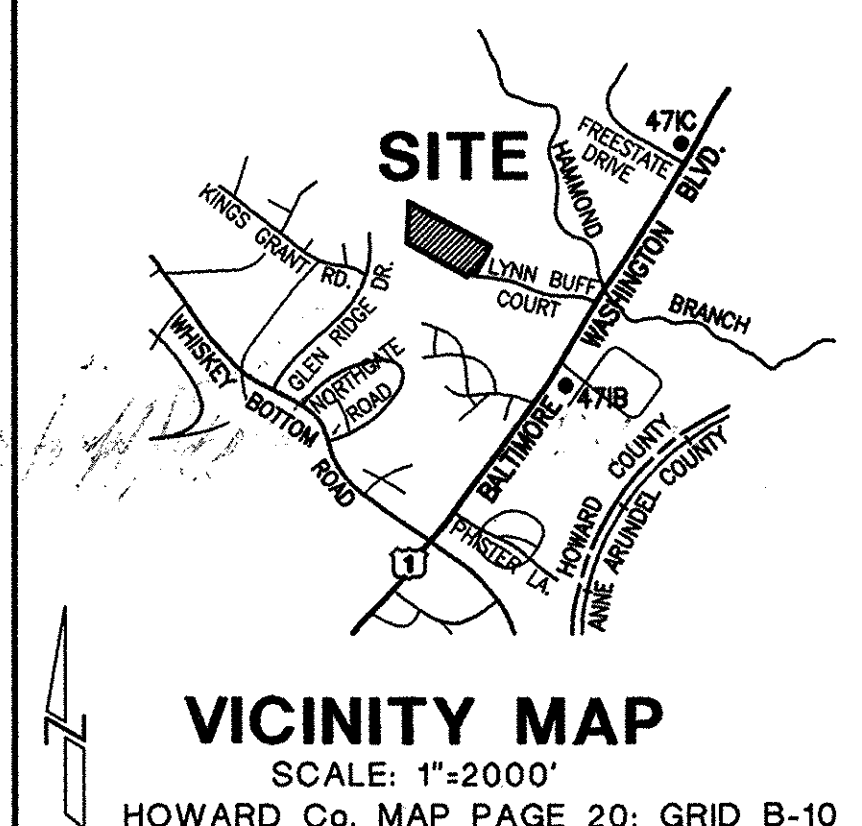 SITE
471C
FREESTATE
DRIVE
HAMMOND
BRANCH
BALTIMORE WASHINGTON BLVD.
KINGS GRANT RD.
LYNN BUFF
COURT
GLEN RIDGE DR.
NORTHGATE
ROAD
WHISKEY BOTTOM ROAD
471B
HOWARD COUNTY
ANNE ARUNDEL COUNTY
PHISTER LA.
1
VICINITY MAP
SCALE: 1"=2000'
HOWARD Co. MAP PAGE 20: GRID B-10